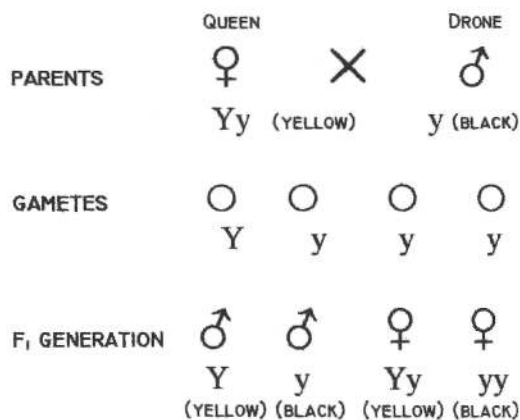 QUEEN DRONE
PARENTS
Yy (YELLOW) y (BLACK)
GAMETES
Y y y y
F₁ GENERATION
Y y Yy yy
(YELLOW) (BLACK) (YELLOW) (BLACK)